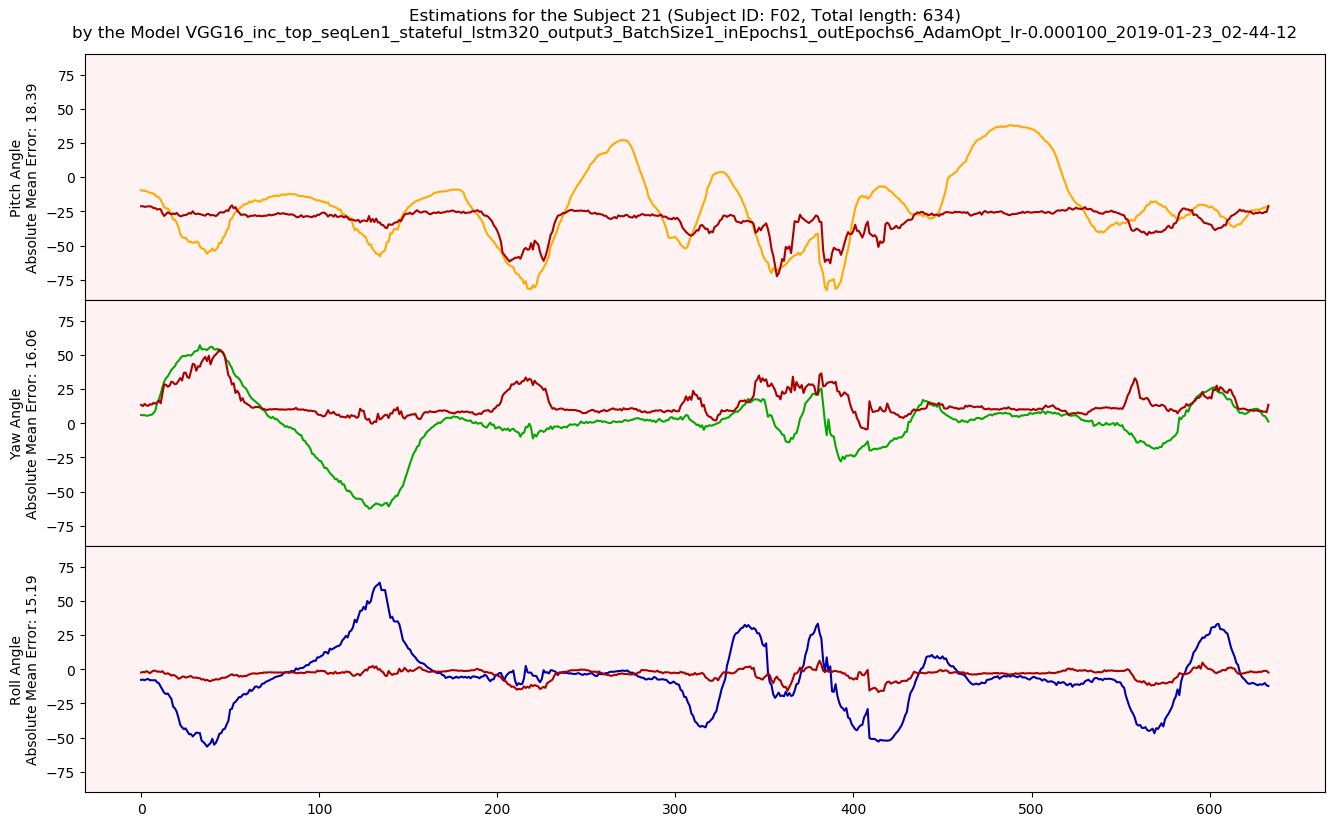 Estimations for the Subject 21 (Subject ID: F02, Total length: 634)
by the Model VGG16_inc_top_seqLen1_stateful_lstm320_output3_BatchSize1_inEpochs1_outEpochs6_AdamOpt_lr-0.000100_2019-01-23_02-44-12
Pitch Angle
Absolute Mean Error: 18.39
75
50
25
0
−25
−50
−75
Yaw Angle
Absolute Mean Error: 16.06
75
50
25
0
−25
−50
−75
Roll Angle
Absolute Mean Error: 15.19
75
50
25
0
−25
−50
−75
0 100 200 300 400 500 600